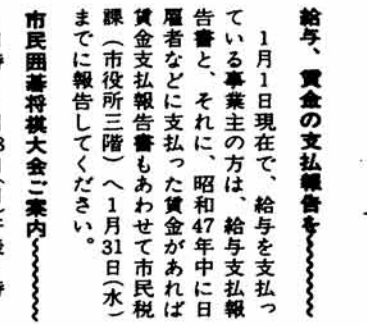 給与、賃金の支払報告を
1月1日現在で、給与を支払っ
ている事業主の方は、給与支払報
告書と、それに、昭和47年中に日
雇者などに支払った賃金があれば
賃金支払報告書もあわせて市民税
課（市役所三階）へ1月31日（水）
までに報告してください。
市民囲碁将棋大会ご案内